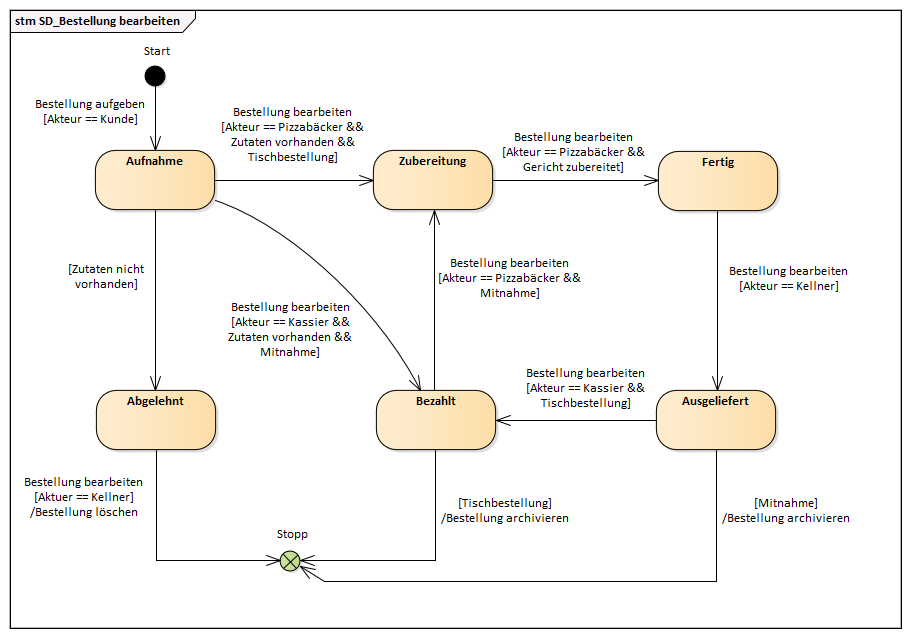 stm SD_Bestellung bearbeiten
Start
Bestellung aufgeben
[Akteur == Kunde]
Bestellung bearbeiten
[Akteur == Pizzabäcker &&
Zutaten vorhanden &&
Tischbestellung]
Bestellung bearbeiten
[Akteur == Pizzabäcker &&
Gericht zubereitet]
Aufnahme
Zubereitung
Fertig
[Zutaten nicht
vorhanden]
Bestellung bearbeiten
[Akteur == Kassier &&
Zutaten vorhanden &&
Mitnahme]
Bestellung bearbeiten
[Akteur == Pizzabäcker &&
Mitnahme]
Bestellung bearbeiten
[Akteur == Kellner]
Bestellung bearbeiten
[Akteur == Kassier &&
Tischbestellung]
Abgelehnt
Bezahlt
Ausgeliefert
Bestellung bearbeiten
[Aktuer == Kellner]
/Bestellung löschen
[Tischbestellung]
/Bestellung archivieren
[Mitnahme]
/Bestellung archivieren
Stopp